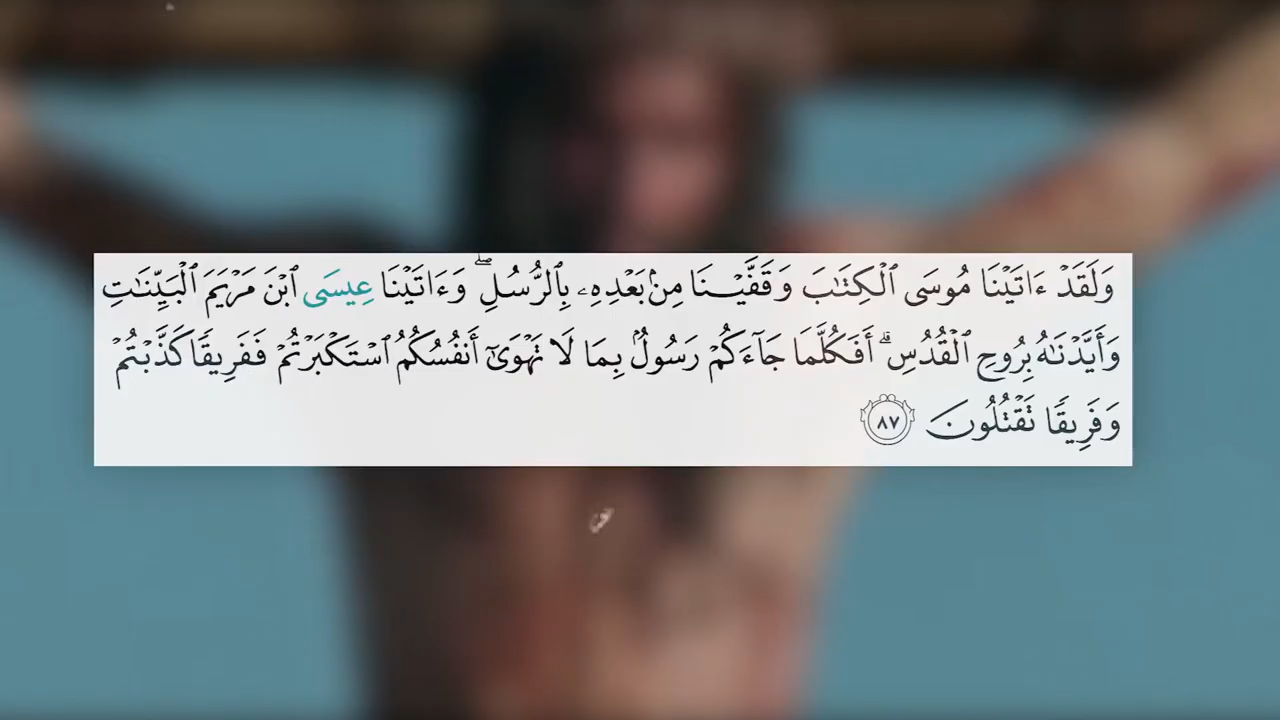 وَلَقَدۡ ءَاتَيۡنَا مُوسَى ٱلۡكِتَٰبَ وَقَفَّيۡنَا مِنۢ بَعۡدِهِۦ بِٱلرُّسُلِۖ وَءَاتَيۡنَا عِيسَى ٱبۡنَ مَرۡيَمَ ٱلۡبَيِّنَٰتِ
وَأَيَّدۡنَٰهُ بِرُوحِ ٱلۡقُدُسِۗ أَفَكُلَّمَا جَآءَكُمۡ رَسُولُۢ بِمَا لَا تَهۡوَىٰٓ أَنفُسُكُمُ ٱسۡتَكۡبَرۡتُمۡ فَفَرِيقٗا كَذَّبۡتُمۡ
وَفَرِيقٗا تَقۡتُلُونَ ٨٧